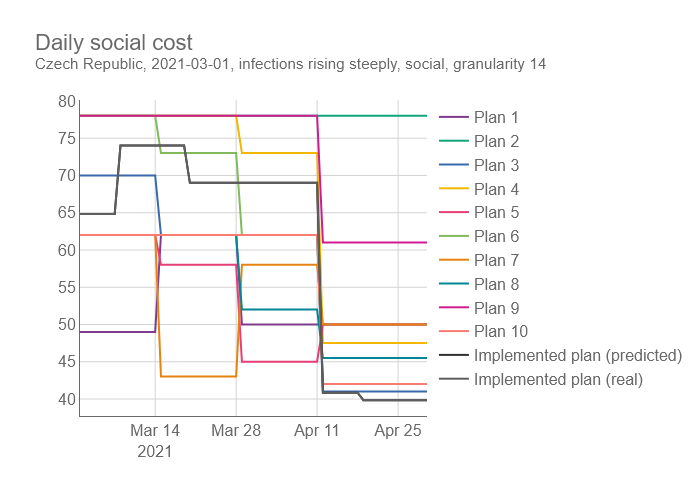 Daily social cost
Czech Republic, 2021-03-01, infections rising steeply, social, granularity 14
80
75
70
65
60
55
50
45
40
Mar 14
2021
Mar 28
Apr 11
Apr 25
Plan 1
Plan 2
Plan 3
Plan 4
Plan 5
Plan 6
Plan 7
Plan 8
Plan 9
Plan 10
Implemented plan (predicted)
Implemented plan (real)